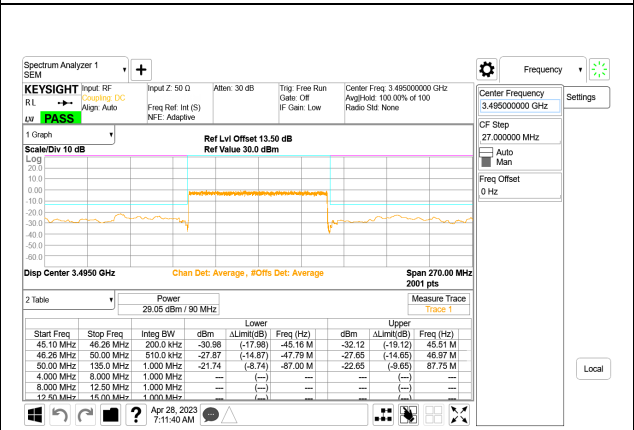 Spectrum Analyzer 1
SEM
Frequency
KEYSIGHT
Input: RF
Coupling: DC
Align: Auto
Input Z: 50 Ω
Freq Ref: Int (S)
NFE: Adaptive
Atten: 30 dB
Trig: Free Run
Gate: Off
IF Gain: Low
Center Freq: 3.495000000 GHz
Avg|Hold: 100.00% of 100
Radio Std: None
R L
LXI PASS
Center Frequency
3.495000000 GHz
Settings
CF Step
27.000000 MHz
Auto
Man
Freq Offset
0 Hz
Local
1 Graph
Scale/Div 10 dB
Ref Lvl Offset 13.50 dB
Ref Value 30.0 dBm
Log
20.0
10.0
0.00
-10.0
-20.0
-30.0
-40.0
-50.0
-60.0
Disp Center 3.4950 GHz
Chan Det: Average, #Offs Det: Average
Span 270.00 MHz
2001 pts
2 Table
Power
29.05 dBm / 90 MHz
Measure Trace
Trace 1
Lower Upper
Start Freq Stop Freq Integ BW dBm ΔLimit(dB) Freq (Hz) dBm ΔLimit(dB) Freq (Hz)
45.10 MHz 46.26 MHz 200.0 kHz -30.98 (-17.98) -45.16 M -32.12 (-19.12) 45.51 M
46.26 MHz 50.00 MHz 510.0 kHz -27.87 (-14.87) -47.79 M -27.65 (-14.65) 46.97 M
50.00 MHz 135.0 MHz 1.000 MHz -21.74 (-8.74) -87.00 M -22.65 (-9.65) 87.75 M
4.000 MHz 8.000 MHz 1.000 MHz --- (---) --- --- (---) ---
8.000 MHz 12.50 MHz 1.000 MHz --- (---) --- --- (---) ---
12.50 MHz 15.00 MHz 1.000 MHz --- (---) --- --- (---) ---
Apr 28, 2023
7:11:40 AM